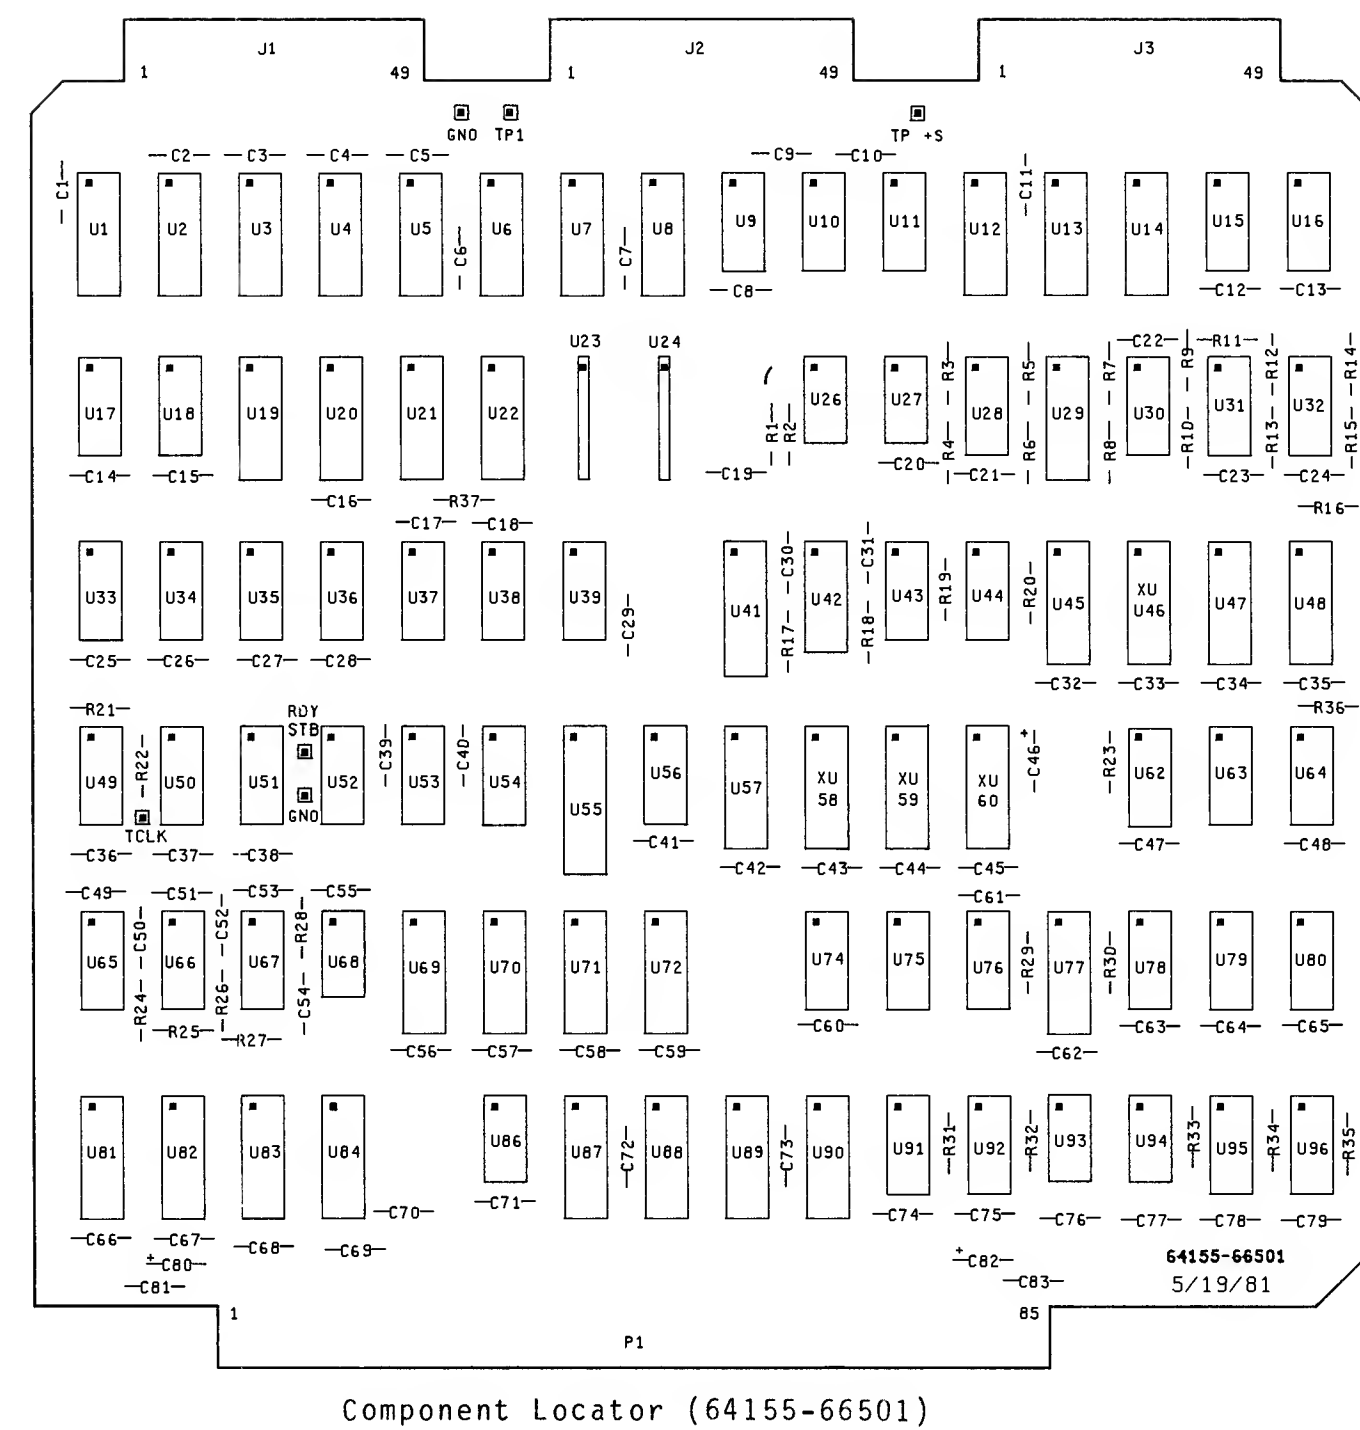 J1 J2 J3
1 49 1 49 1 49
GND TP1 TP +S
C1 C2 C3 C4 C5 C9 C10 C11
U1 U2 U3 U4 U5 C6 U6 U7 C7 U8 U9 U10 U11 U12 U13 U14 U15 U16
C8 C12 C13
U23 U24 C22 R11
U17 U18 U19 U20 U21 U22 R1 R2 U26 U27 R3 R4 U28 R5 R6 U29 R7 R8 U30 R9 R10 U31 R12 R13 U32 R14 R15
C14 C15 C19 C20 C21 C23 C24
C16 R37 R16
C17 C18
U33 U34 U35 U36 U37 U38 U39 C29 U41 C30 R17 U42 C31 R18 U43 R19 U44 R20 U45 XU U46 U47 U48
C25 C26 C27 C28 C32 C33 C34 C35
R21 RDY STB R36
U49 R22 U50 U51 U52 C39 U53 C40 U54 U55 U56 U57 XU 58 XU 59 XU 60 + C46 R23 U62 U63 U64
TCLK GND
C36 C37 C38 C41 C42 C43 C44 C45 C47 C48
C49 C51 C53 C55 C61
U65 C50 R24 U66 C52 R26 U67 R28 C54 U68 U69 U70 U71 U72 U74 U75 U76 R29 U77 R30 U78 U79 U80
R25 R27 C56 C57 C58 C59 C60 C62 C63 C64 C65
U81 U82 U83 U84 U86 U87 C72 U88 U89 C73 U90 U91 R31 U92 R32 U93 U94 R33 U95 R34 U96 R35
C66 C67 C68 C69 C70 C71 C74 C75 C76 C77 C78 C79
+ C80 + C82 64155-66501
C81 C83 5/19/81
1 85
P1
Component Locator (64155-66501)